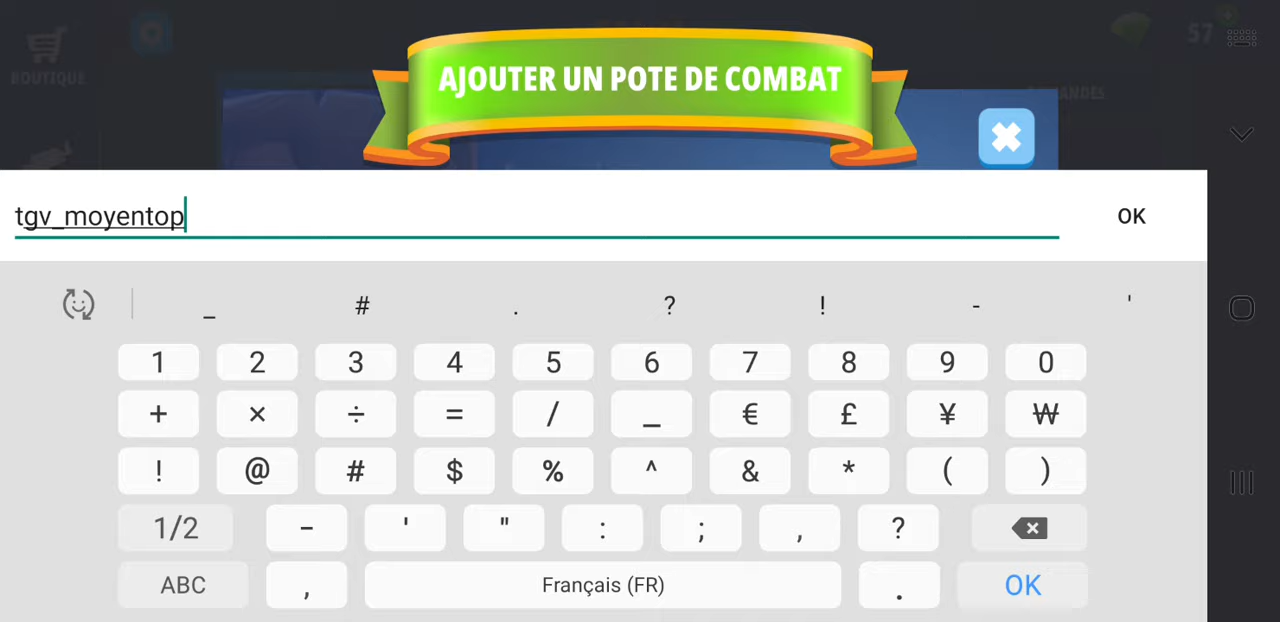 BOUTIQUE
57
AJOUTER UN POTE DE COMBAT
tgv_moyentop
OK
_ # . ? ! - '
1 2 3 4 5 6 7 8 9 0
+ × ÷ = / _ € £ ¥ ₩
! @ # $ % ^ & * ( )
1/2 - ' " : ; , ?
ABC , Français (FR) . OK